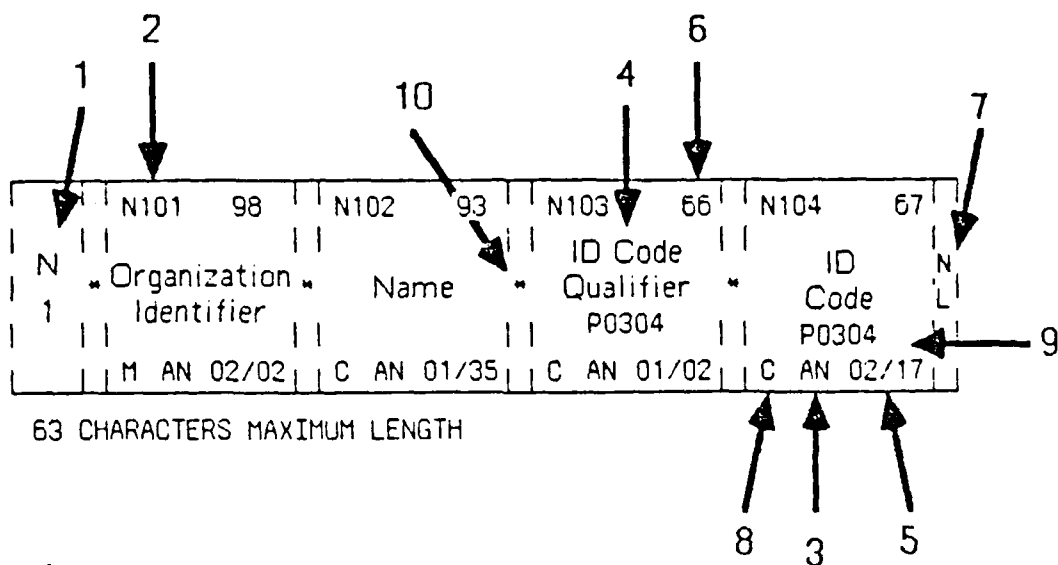 2 6
1 4
10 7
N101 98 N102 93 N103 66 N104 67
N 1 * Organization Identifier * Name * ID Code Qualifier P0304 * ID Code P0304 N L
M AN 02/02 C AN 01/35 C AN 01/02 C AN 02/17
9
63 CHARACTERS MAXIMUM LENGTH
8 3 5